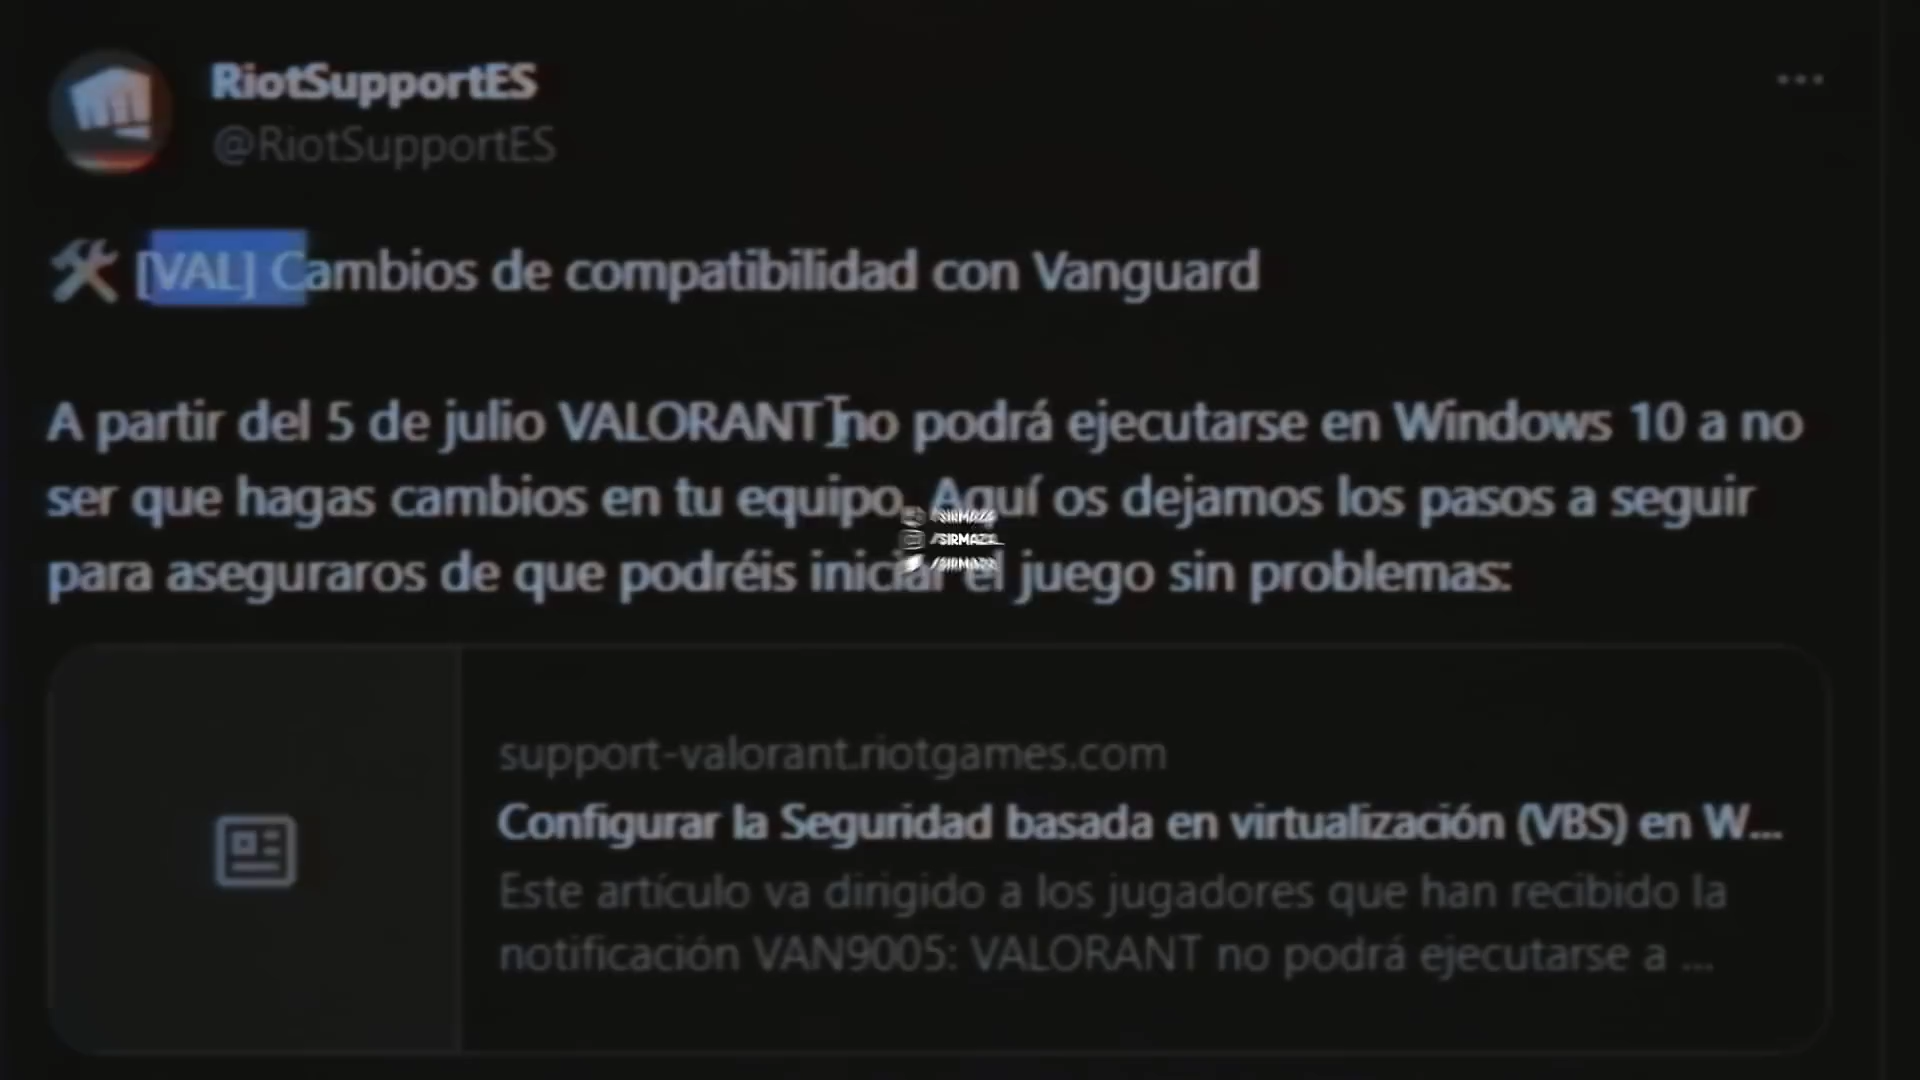 RiotSupportES
@RiotSupportES
[VAL] Cambios de compatibilidad con Vanguard
A partir del 5 de julio VALORANT no podrá ejecutarse en Windows 10 a no
ser que hagas cambios en tu equipo. Aquí os dejamos los pasos a seguir
para aseguraros de que podréis iniciar el juego sin problemas:
/SIRMAZA
/SIRMAZA
/SIRMAZA
support-valorant.riotgames.com
Configurar la Seguridad basada en virtualización (VBS) en W...
Este artículo va dirigido a los jugadores que han recibido la
notificación VAN9005: VALORANT no podrá ejecutarse a ...